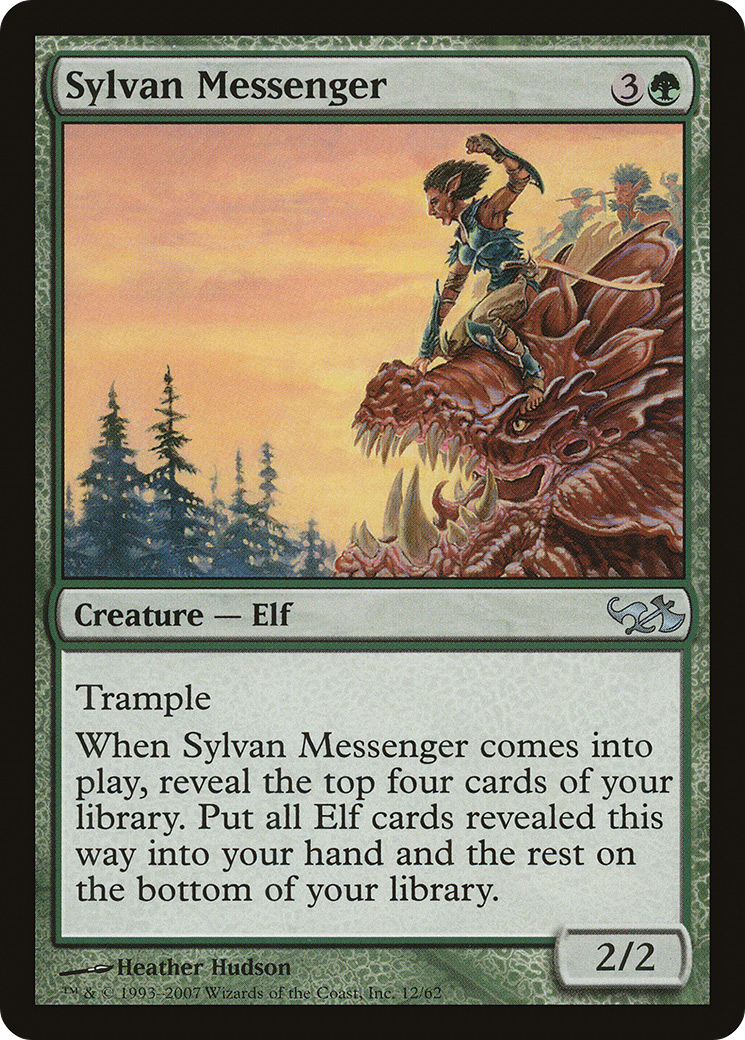 Sylvan Messenger 3
Creature — Elf
Trample
When Sylvan Messenger comes into
play, reveal the top four cards of your
library. Put all Elf cards revealed this
way into your hand and the rest on
the bottom of your library.
2/2
Heather Hudson
™ & © 1993–2007 Wizards of the Coast, Inc. 12/62